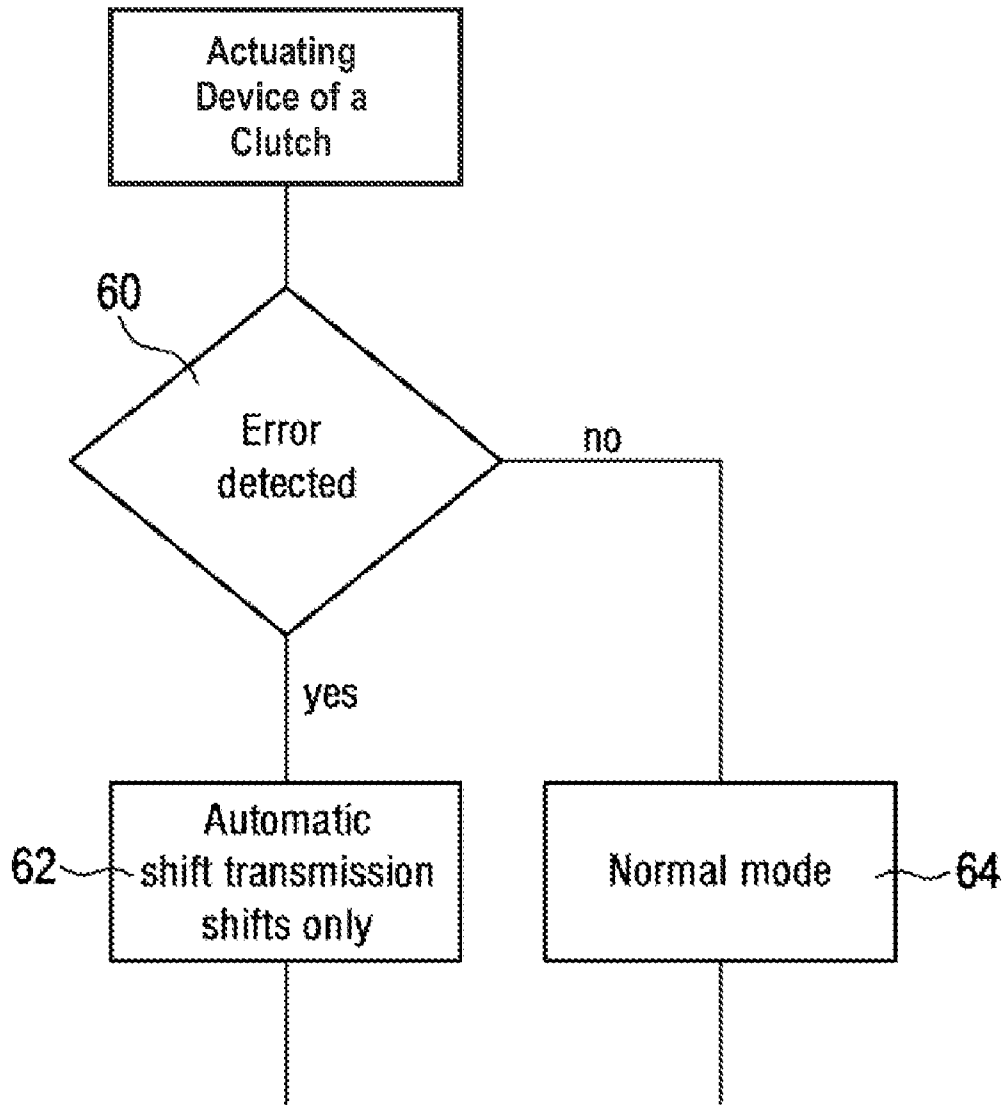 Actuating
Device of a
Clutch
60
Error
detected
no
yes
Automatic
shift transmission
shifts only
62
Normal mode
64